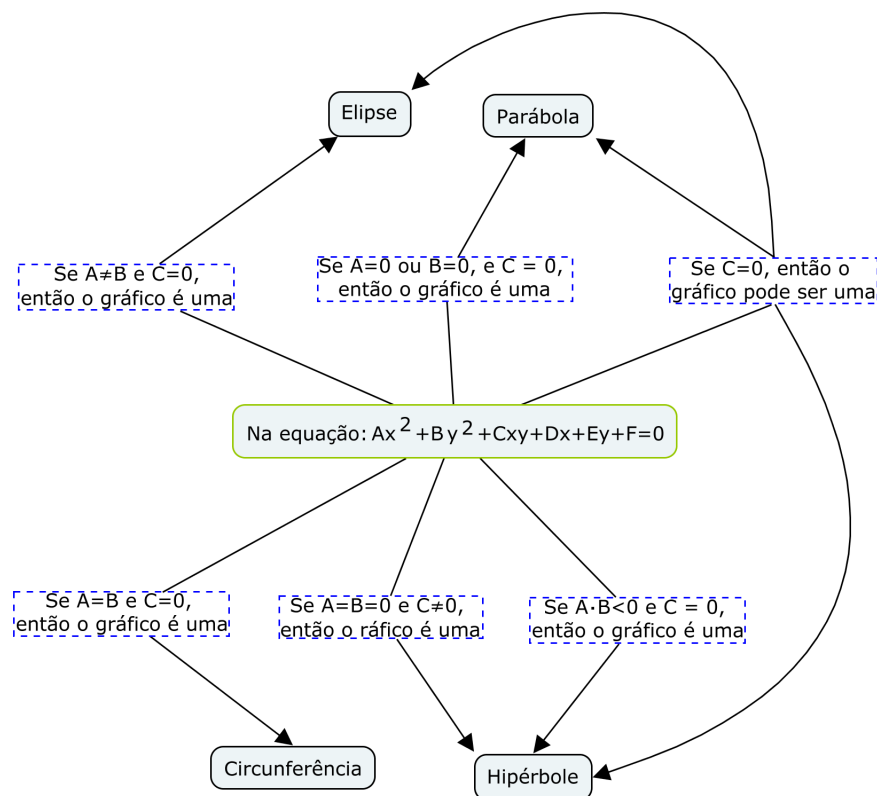 Elipse
Parábola
Se A≠B e C=0,
então o gráfico é uma
Se A=0 ou B=0, e C = 0,
então o gráfico é uma
Se C=0, então o
gráfico pode ser uma
Na equação: Ax²+By²+Cxy+Dx+Ey+F=0
Se A=B e C=0,
então o gráfico é uma
Se A=B=0 e C≠0,
então o ráfico é uma
Se A·B<0 e C = 0,
então o gráfico é uma
Circunferência
Hipérbole